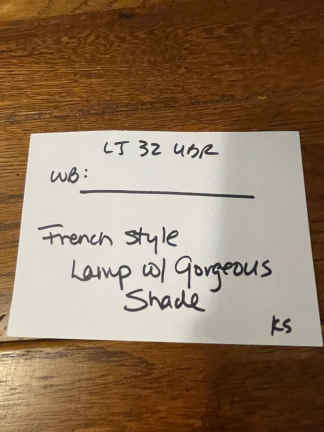 LJ 32 UBR
WB:
French Style
Lamp w/ Gorgeous
Shade
KS